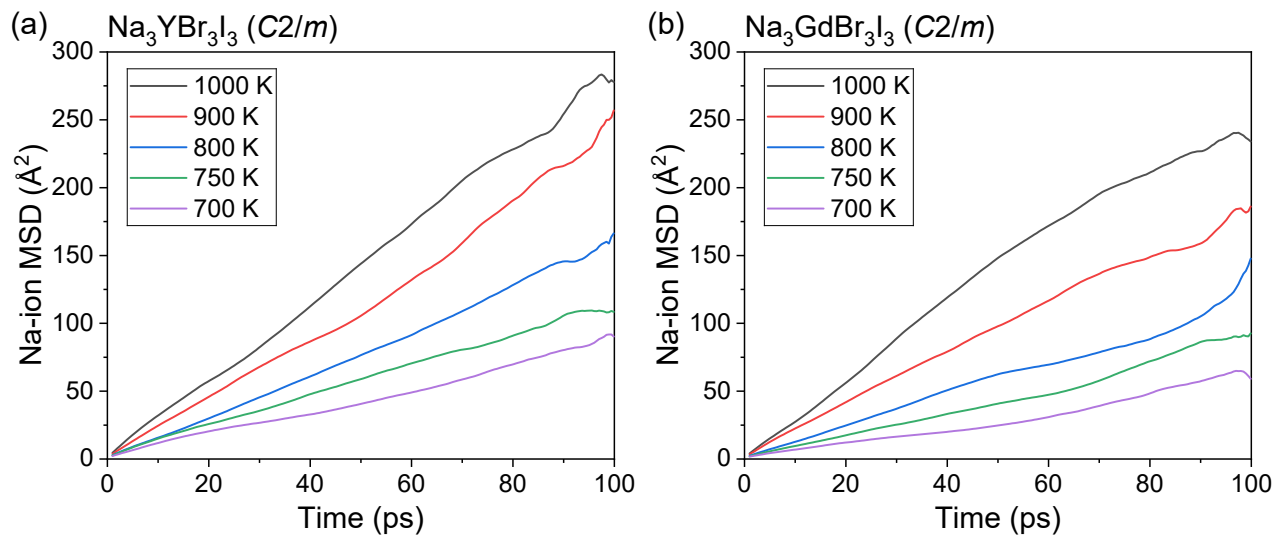 (a) Na₃YBr₃I₃ (C2/m)
300
250
200
150
100
50
0
Na-ion MSD (Å²)
1000 K
900 K
800 K
750 K
700 K
0 20 40 60 80 100
Time (ps)
(b) Na₃GdBr₃I₃ (C2/m)
300
250
200
150
100
50
0
Na-ion MSD (Å²)
1000 K
900 K
800 K
750 K
700 K
0 20 40 60 80 100
Time (ps)